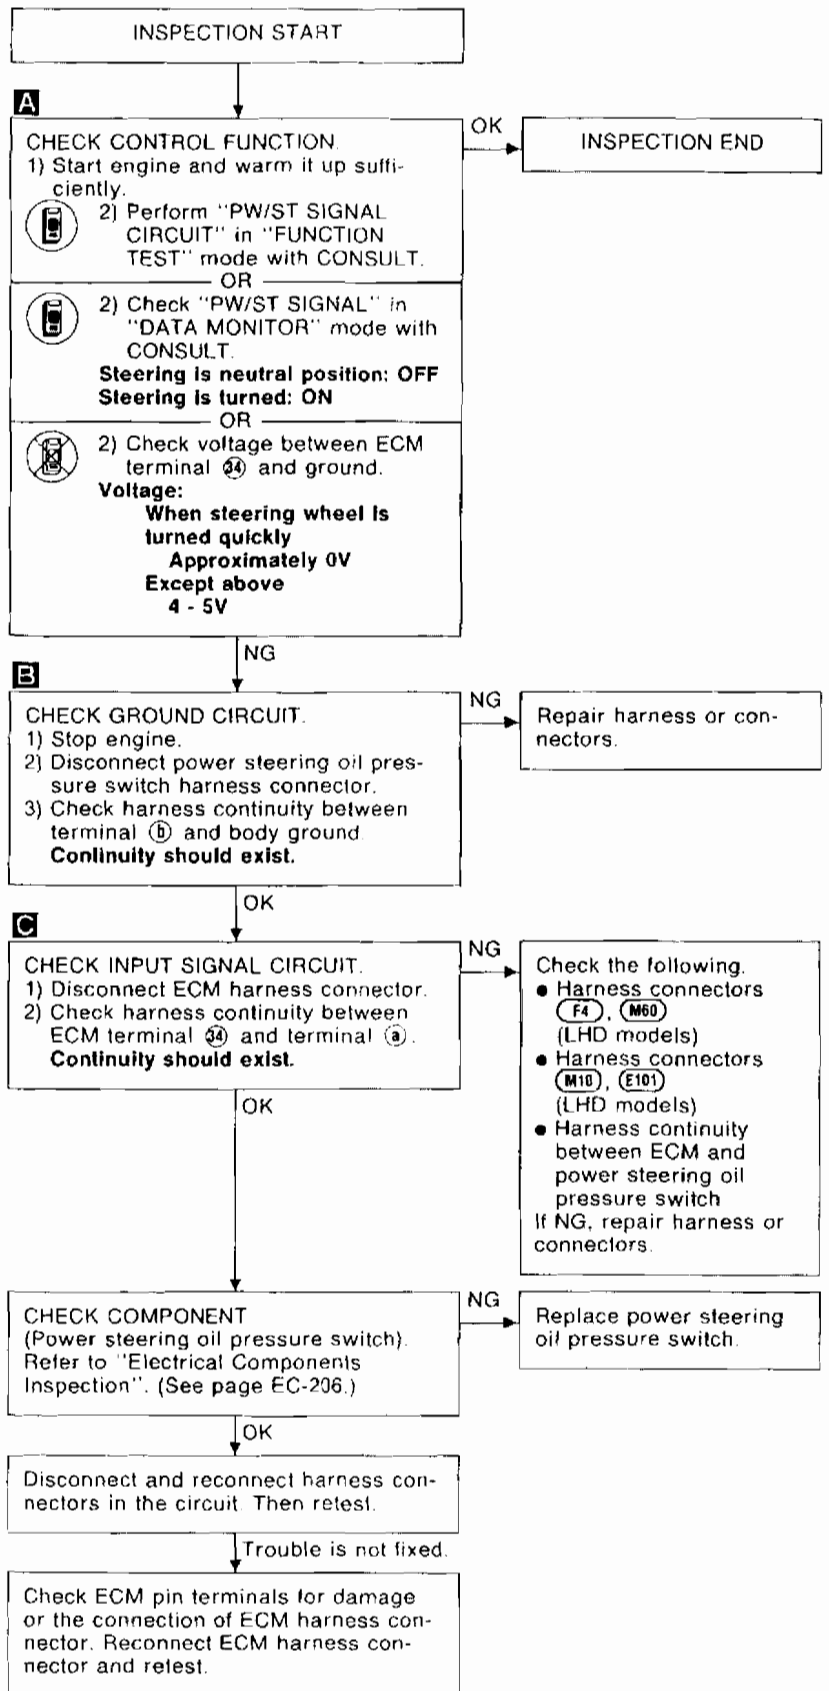 INSPECTION START
A
CHECK CONTROL FUNCTION.
1) Start engine and warm it up suffi-
ciently.
2) Perform "PW/ST SIGNAL
CIRCUIT" in "FUNCTION
TEST" mode with CONSULT.
OR
2) Check "PW/ST SIGNAL" in
"DATA MONITOR" mode with
CONSULT.
Steering is neutral position: OFF
Steering is turned: ON
OR
2) Check voltage between ECM
terminal 34 and ground.
Voltage:
When steering wheel is
turned quickly
Approximately 0V
Except above
4 - 5V
OK
INSPECTION END
NG
B
CHECK GROUND CIRCUIT.
1) Stop engine.
2) Disconnect power steering oil pres-
sure switch harness connector.
3) Check harness continuity between
terminal b and body ground
Continuity should exist.
NG
Repair harness or con-
nectors.
OK
C
CHECK INPUT SIGNAL CIRCUIT.
1) Disconnect ECM harness connector.
2) Check harness continuity between
ECM terminal 34 and terminal a.
Continuity should exist.
NG
Check the following.
● Harness connectors
F4, M60
(LHD models)
● Harness connectors
M10, E101
(LHD models)
● Harness continuity
between ECM and
power steering oil
pressure switch
If NG, repair harness or
connectors.
OK
CHECK COMPONENT
(Power steering oil pressure switch).
Refer to "Electrical Components
Inspection". (See page EC-206.)
NG
Replace power steering
oil pressure switch.
OK
Disconnect and reconnect harness con-
nectors in the circuit. Then retest.
Trouble is not fixed.
Check ECM pin terminals for damage
or the connection of ECM harness con-
nector. Reconnect ECM harness con-
nector and retest.